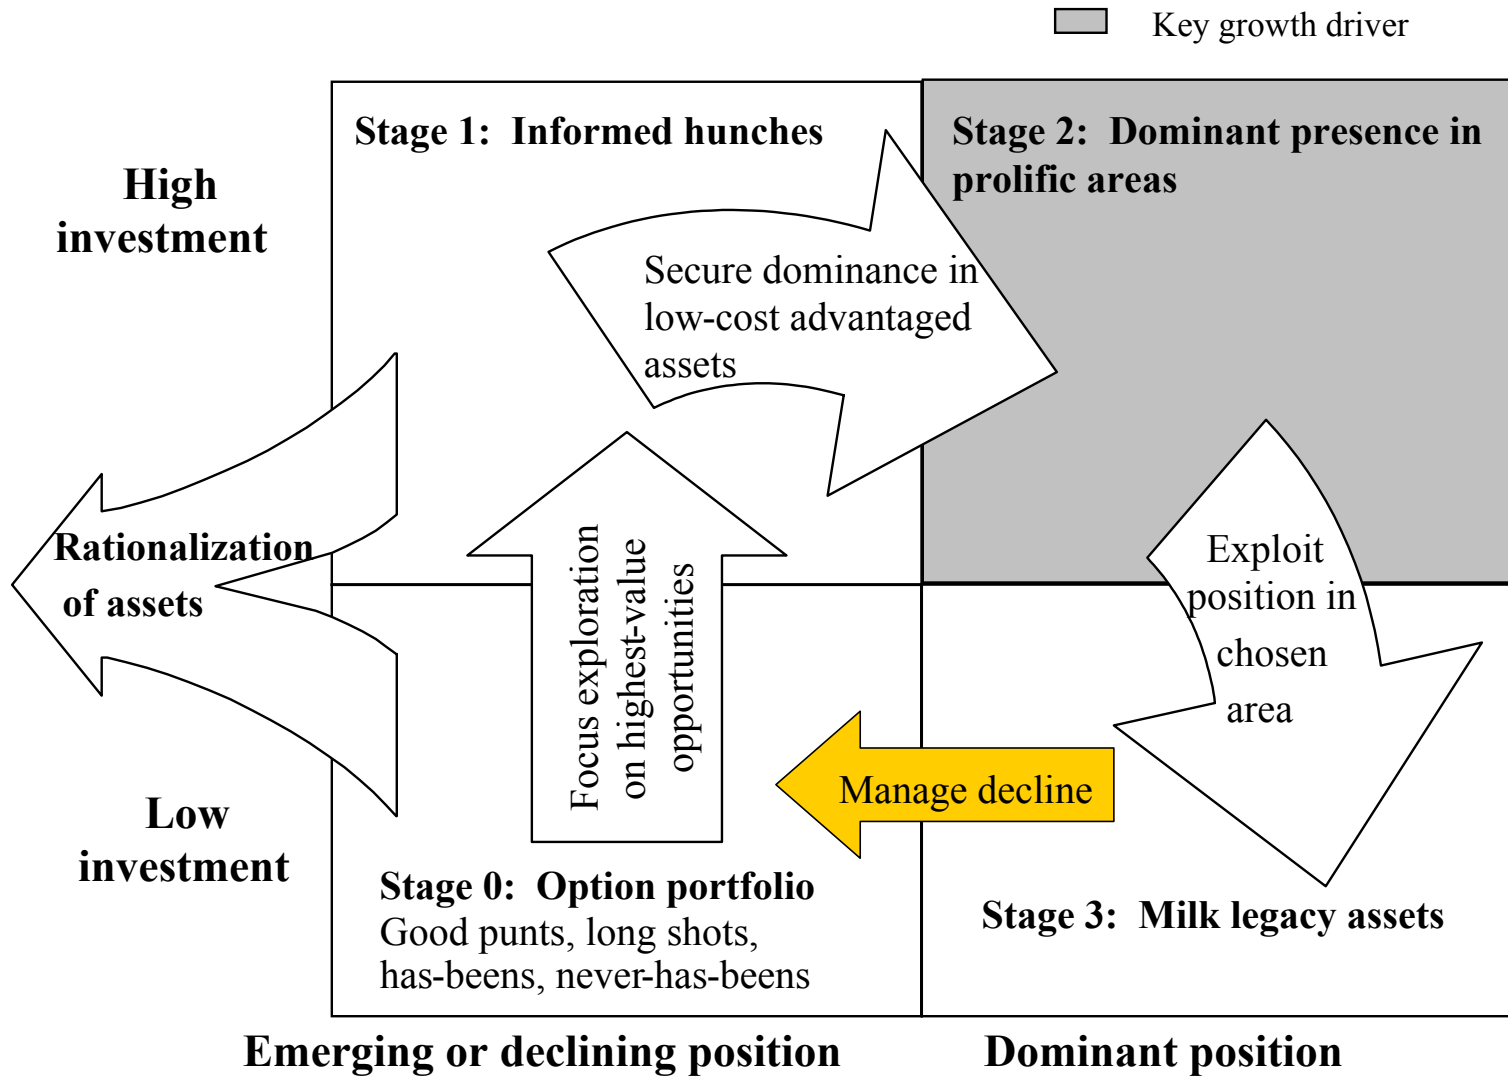 Key growth driver
Stage 1:  Informed hunches
Stage 2:  Dominant presence in
prolific areas
High
investment
Secure dominance in
low-cost advantaged
assets
Rationalization
of assets
Focus exploration
on highest-value
opportunities
Exploit
position in
chosen
area
Manage decline
Low
investment
Stage 0:  Option portfolio
Good punts, long shots,
has-beens, never-has-beens
Stage 3:  Milk legacy assets
Emerging or declining position
Dominant position